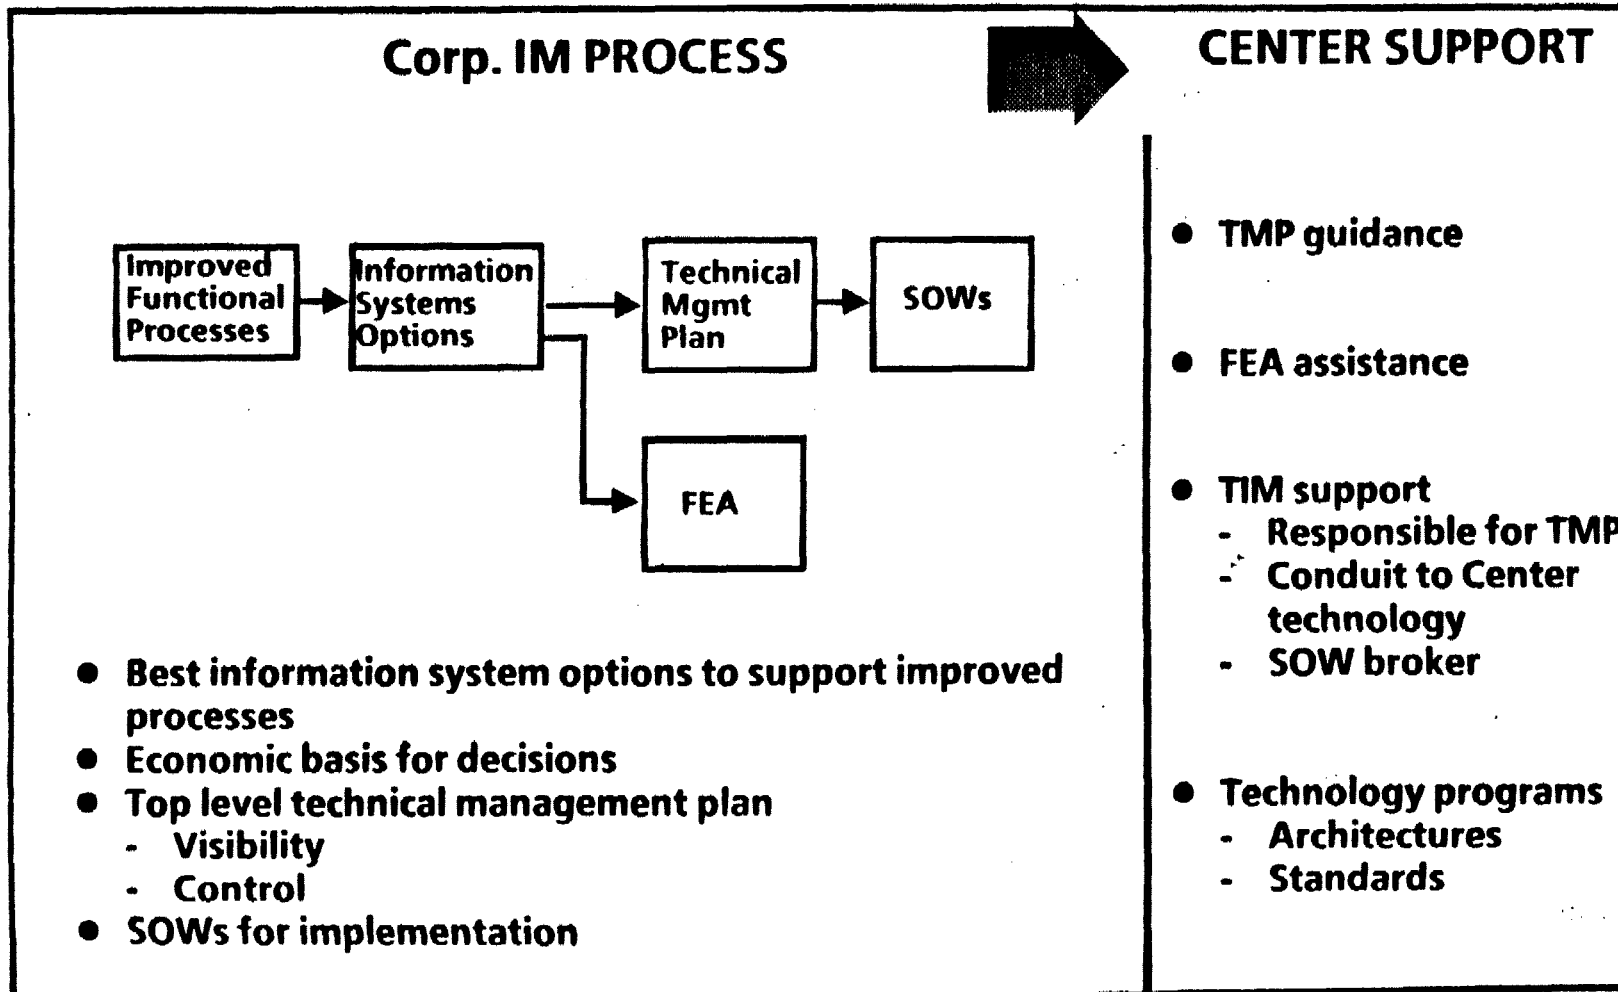 Corp. IM PROCESS
CENTER SUPPORT
Improved
Functional
Processes
Information
Systems
Options
Technical
Mgmt
Plan
SOWs
FEA
● Best information system options to support improved
processes
● Economic basis for decisions
● Top level technical management plan
- Visibility
- Control
● SOWs for implementation
● TMP guidance
● FEA assistance
● TIM support
- Responsible for TMP
- Conduit to Center
technology
- SOW broker
● Technology programs
- Architectures
- Standards